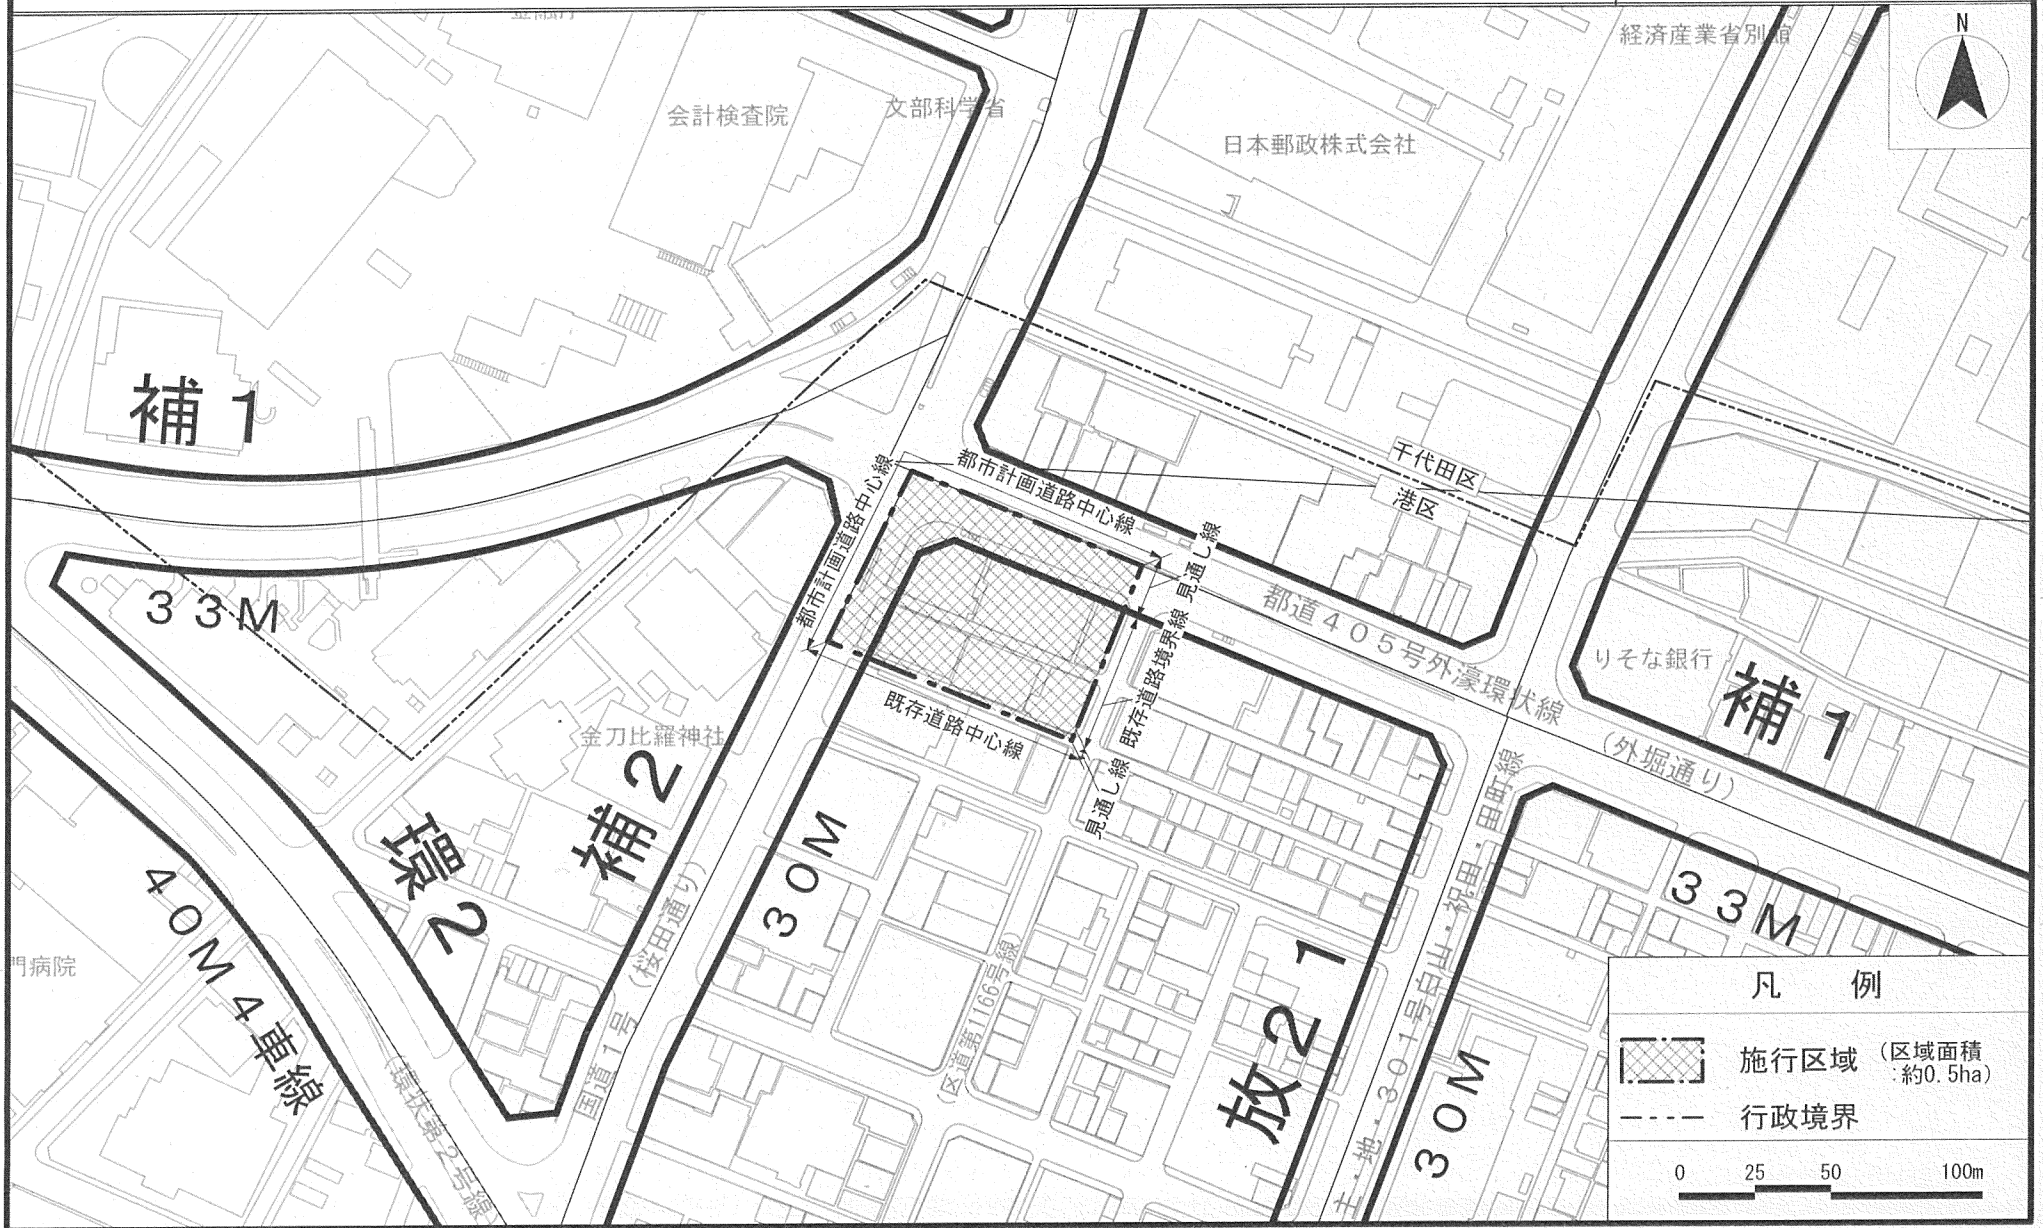 経済産業省別館
N
会計検査院
文部科学省
日本郵政株式会社
補1
千代田区
港区
都市計画道路中心線
都市計画道路中心線
見通し線
33M
都道405号外濠環状線
りそな銀行
補1
既存道路境界線
既存道路中心線
金刀比羅神社
(外堀通り)
見通し線
環2
補2
30M
40M4車線
33M
門病院
(桜田通り)
国道1号
(区道第1166号線)
放21
主・地・301号白山・祝田・田町線
30M
(環状第2号線)
凡 例
施行区域 (区域面積
:約0.5ha)
行政境界
0 25 50 100m